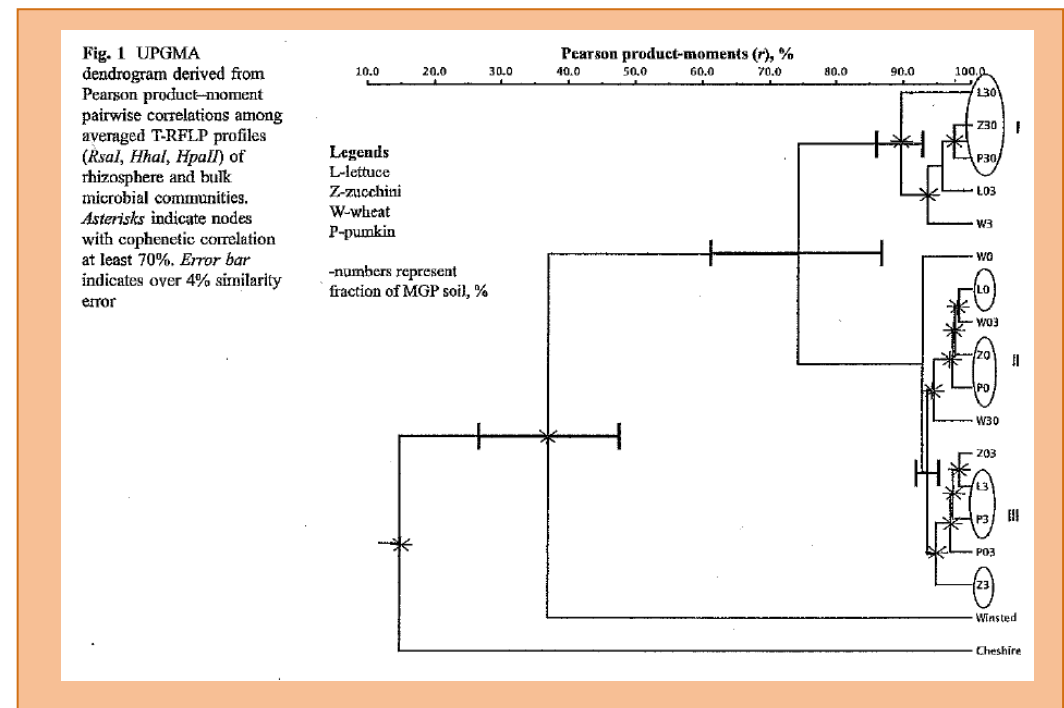 Fig. 1 UPGMA
dendrogram derived from
Pearson product–moment
pairwise correlations among
averaged T-RFLP profiles
(RsaI, HhaI, HpaII) of
rhizosphere and bulk
microbial communities.
Asterisks indicate nodes
with cophenetic correlation
at least 70%. Error bar
indicates over 4% similarity
error
Legends
L-lettuce
Z-zucchini
W-wheat
P-pumkin
-numbers represent
fraction of MGP soil, %
Pearson product-moments (r), %
10.0 20.0 30.0 40.0 50.0 60.0 70.0 80.0 90.0 100.0
L30
Z30 I
P30
L03
W3
W0
L0
W03
Z0 II
P0
W30
Z03
L3
P3 III
P03
Z3
Winsted
Cheshire